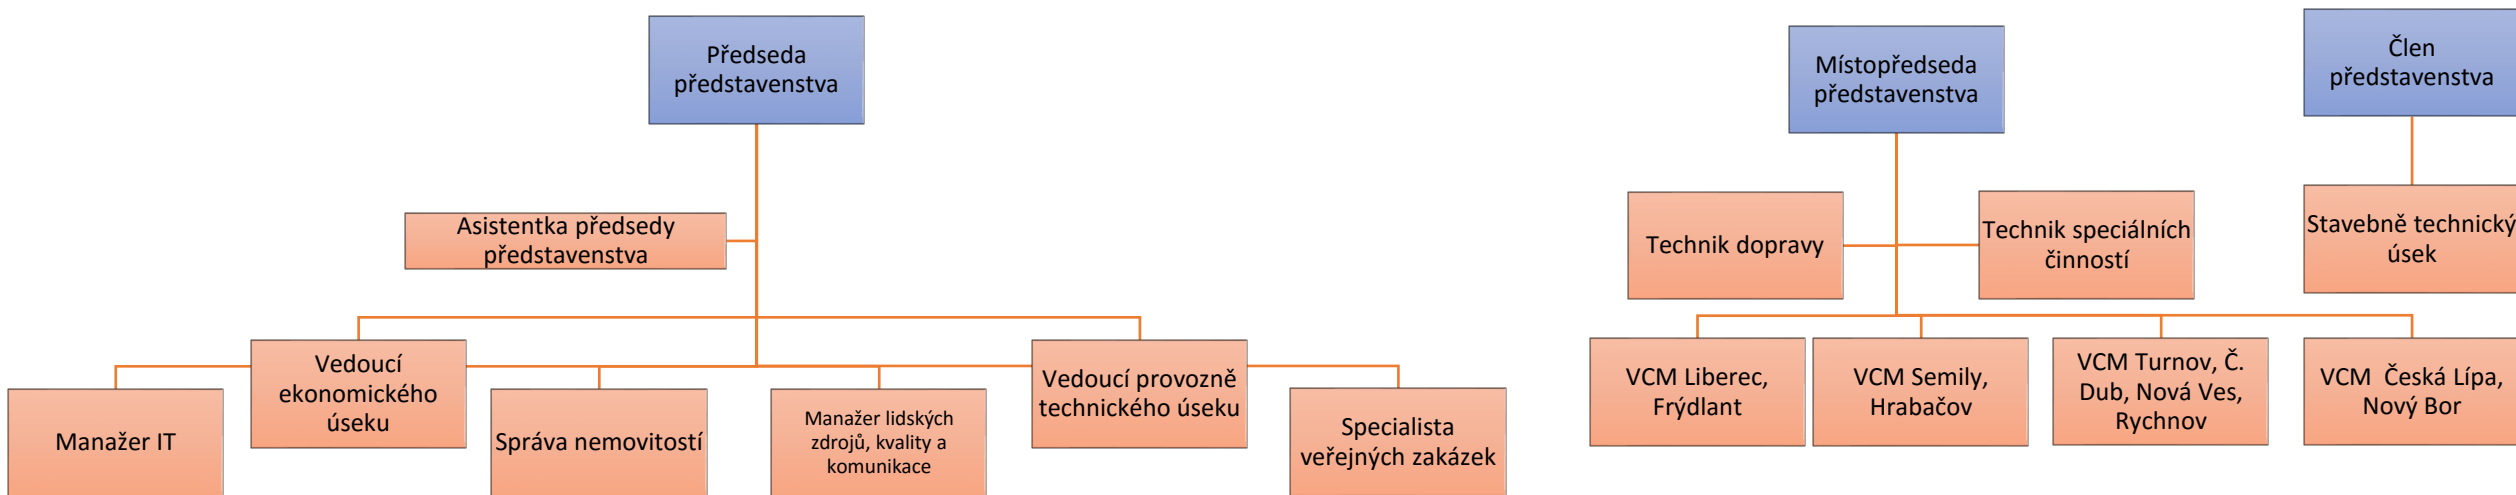 Předseda
představenstva
Místopředseda
představenstva
Člen
představenstva
Asistentka předsedy
představenstva
Technik dopravy
Technik speciálních
činností
Stavebně technický
úsek
Vedoucí
ekonomického
úseku
Vedoucí provozně
technického úseku
Manažer IT
Správa nemovitostí
Manažer lidských
zdrojů, kvality a
komunikace
Specialista
veřejných zakázek
VCM Liberec,
Frýdlant
VCM Semily,
Hrabačov
VCM Turnov, Č.
Dub, Nová Ves,
Rychnov
VCM  Česká Lípa,
Nový Bor